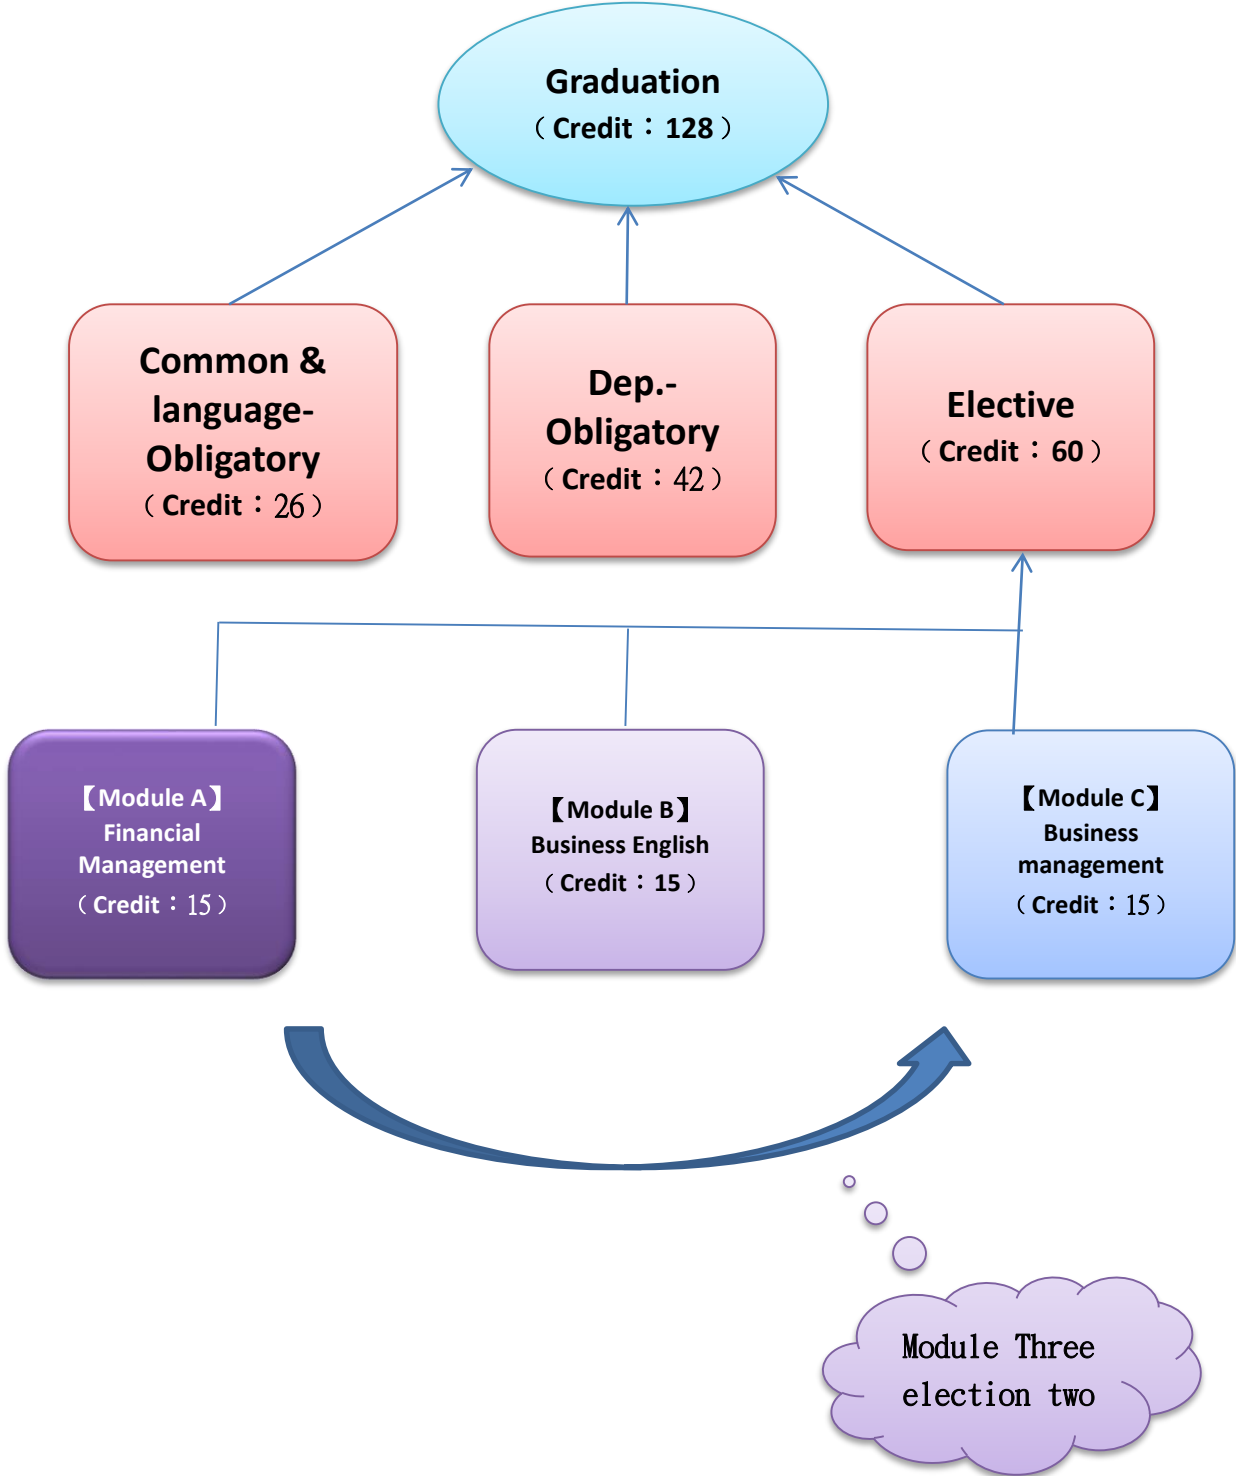 Graduation
（Credit：128）
Common &
language-
Obligatory
（Credit：26）
Dep.-
Obligatory
（Credit：42）
Elective
（Credit：60）
【Module A】
Financial
Management
（Credit：15）
【Module B】
Business English
（Credit：15）
【Module C】
Business
management
（Credit：15）
Module Three
election two